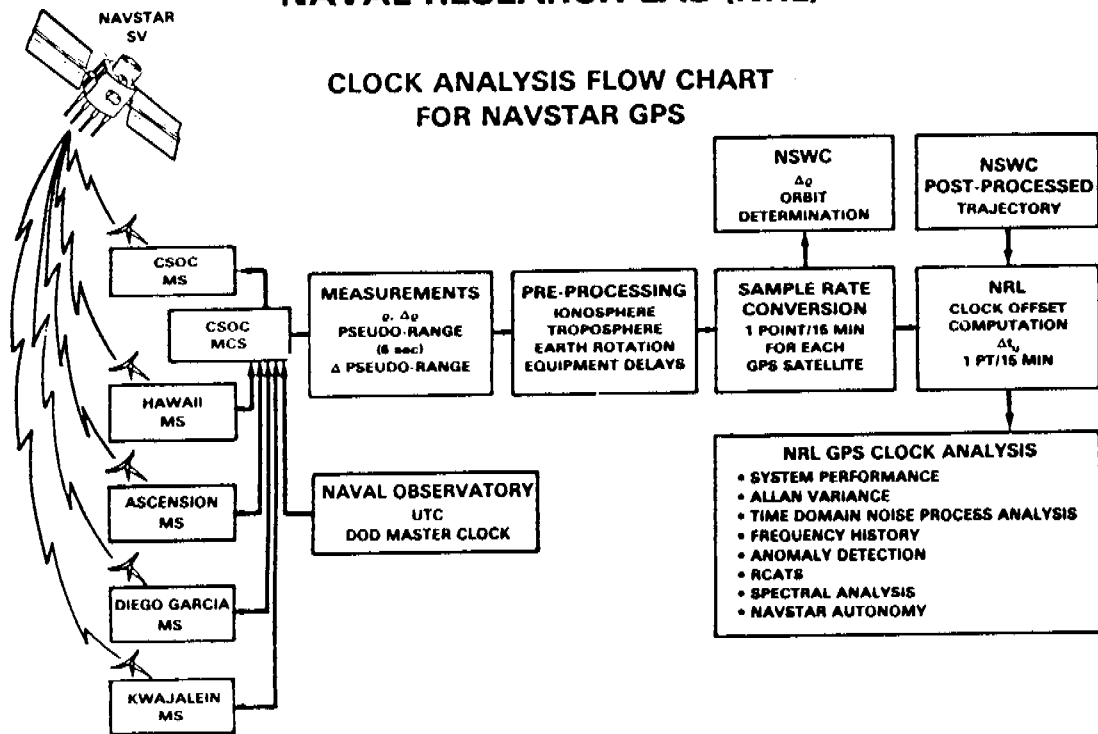 NAVAL RESEARCH LAB (NRL)
NAVSTAR
SV
CLOCK ANALYSIS FLOW CHART
FOR NAVSTAR GPS
CSOC
MS
CSOC
MCS
HAWAII
MS
ASCENSION
MS
DIEGO GARCIA
MS
KWAJALEIN
MS
MEASUREMENTS
ϱ, Δϱ
PSEUDO-RANGE
(6 sec)
Δ PSEUDO-RANGE
PRE-PROCESSING
IONOSPHERE
TROPOSPHERE
EARTH ROTATION
EQUIPMENT DELAYS
NSWC
Δϱ
ORBIT
DETERMINATION
SAMPLE RATE
CONVERSION
1 POINT/15 MIN
FOR EACH
GPS SATELLITE
NSWC
POST-PROCESSED
TRAJECTORY
NRL
CLOCK OFFSET
COMPUTATION
Δtᵤ
1 PT/15 MIN
NAVAL OBSERVATORY
UTC
DOD MASTER CLOCK
NRL GPS CLOCK ANALYSIS
• SYSTEM PERFORMANCE
• ALLAN VARIANCE
• TIME DOMAIN NOISE PROCESS ANALYSIS
• FREQUENCY HISTORY
• ANOMALY DETECTION
• RCATS
• SPECTRAL ANALYSIS
• NAVSTAR AUTONOMY